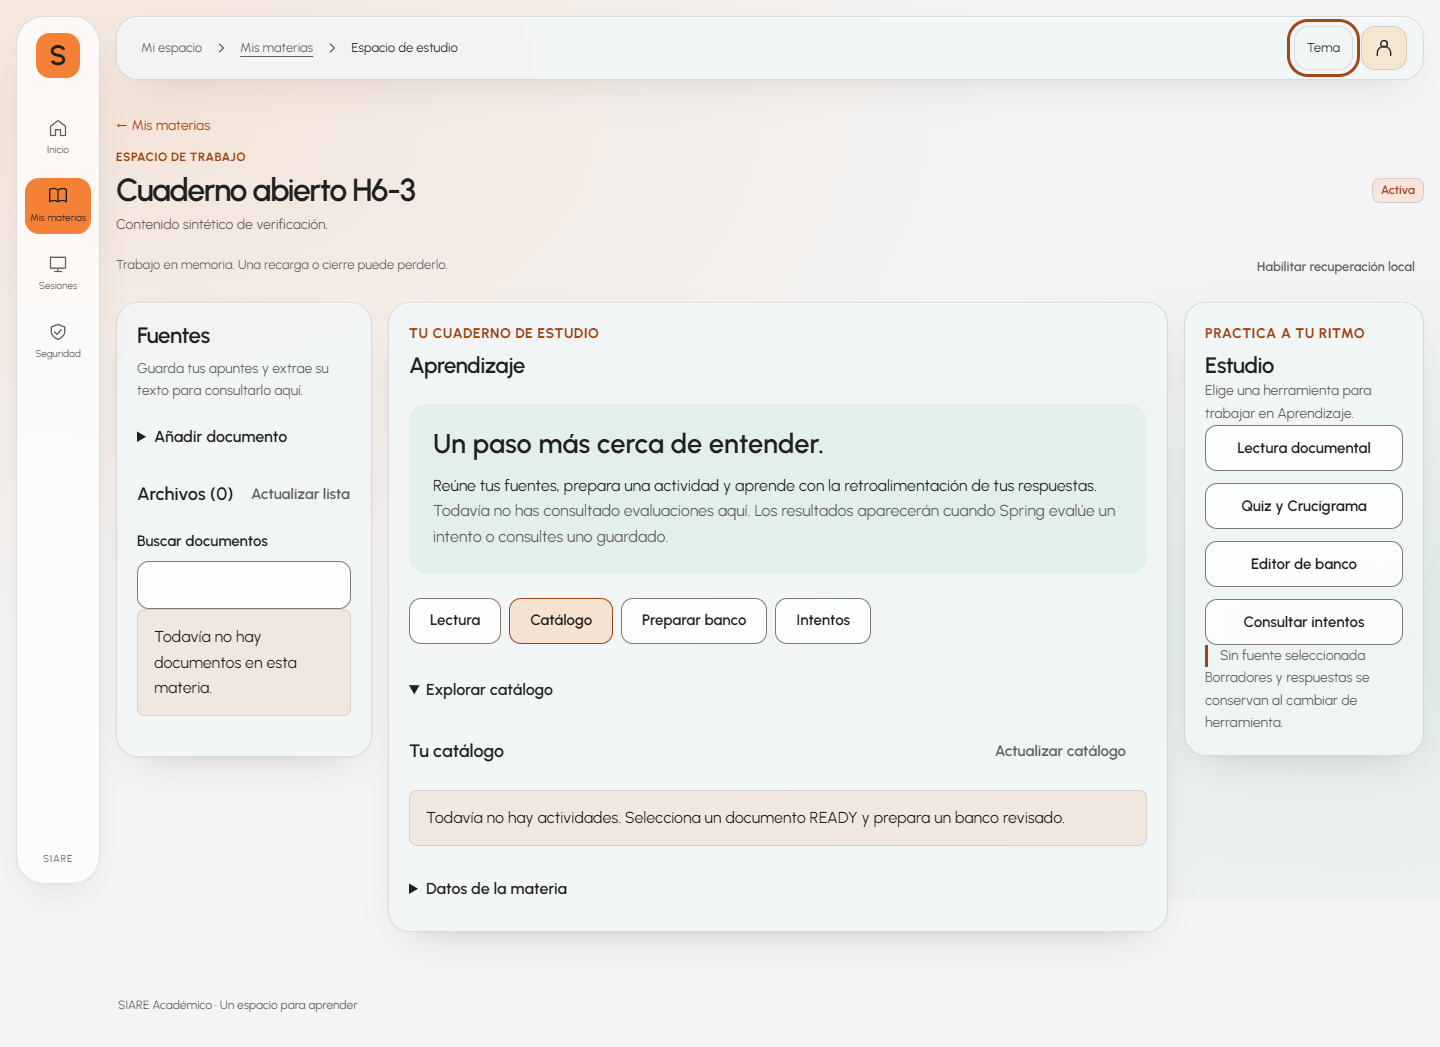 S
Inicio
Mis materias
Sesiones
Seguridad
SIARE
Mi espacio > Mis materias > Espacio de estudio
Tema
← Mis materias
ESPACIO DE TRABAJO
Cuaderno abierto H6-3
Activa
Contenido sintético de verificación.
Trabajo en memoria. Una recarga o cierre puede perderlo.
Habilitar recuperación local
Fuentes
Guarda tus apuntes y extrae su
texto para consultarlo aquí.
Añadir documento
Archivos (0) Actualizar lista
Buscar documentos
Todavía no hay
documentos en esta
materia.
TU CUADERNO DE ESTUDIO
Aprendizaje
Un paso más cerca de entender.
Reúne tus fuentes, prepara una actividad y aprende con la retroalimentación de tus respuestas.
Todavía no has consultado evaluaciones aquí. Los resultados aparecerán cuando Spring evalúe un
intento o consultes uno guardado.
Lectura Catálogo Preparar banco Intentos
Explorar catálogo
Tu catálogo Actualizar catálogo
Todavía no hay actividades. Selecciona un documento READY y prepara un banco revisado.
Datos de la materia
PRACTICA A TU RITMO
Estudio
Elige una herramienta para
trabajar en Aprendizaje.
Lectura documental
Quiz y Crucigrama
Editor de banco
Consultar intentos
Sin fuente seleccionada
Borradores y respuestas se
conservan al cambiar de
herramienta.
SIARE Académico · Un espacio para aprender